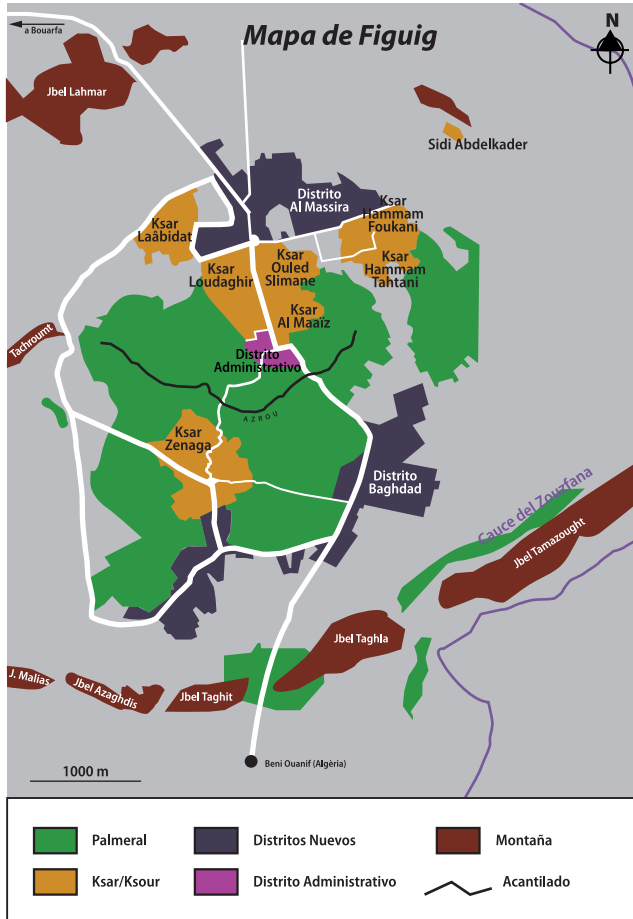 a Bouarfa
Mapa de Figuig
N
Jbel Lahmar
Sidi Abdelkader
Distrito
Al Massira
Ksar
Hammam
Foukani
Ksar
Laâbidat
Ksar
Ouled
Slimane
Ksar
Loudaghir
Ksar
Hammam
Tahtani
Ksar
Al Maaïz
Tachroumt
Distrito
Administrativo
AZROU
Ksar
Zenaga
Distrito
Baghdad
Cauce del Zouzfana
Jbel Tamazought
Jbel Taghla
J. Malias
Jbel Azaghdis
Jbel Taghit
Beni Ouanif (Algèria)
1000 m
Palmeral
Distritos Nuevos
Montaña
Ksar/Ksour
Distrito Administrativo
Acantilado